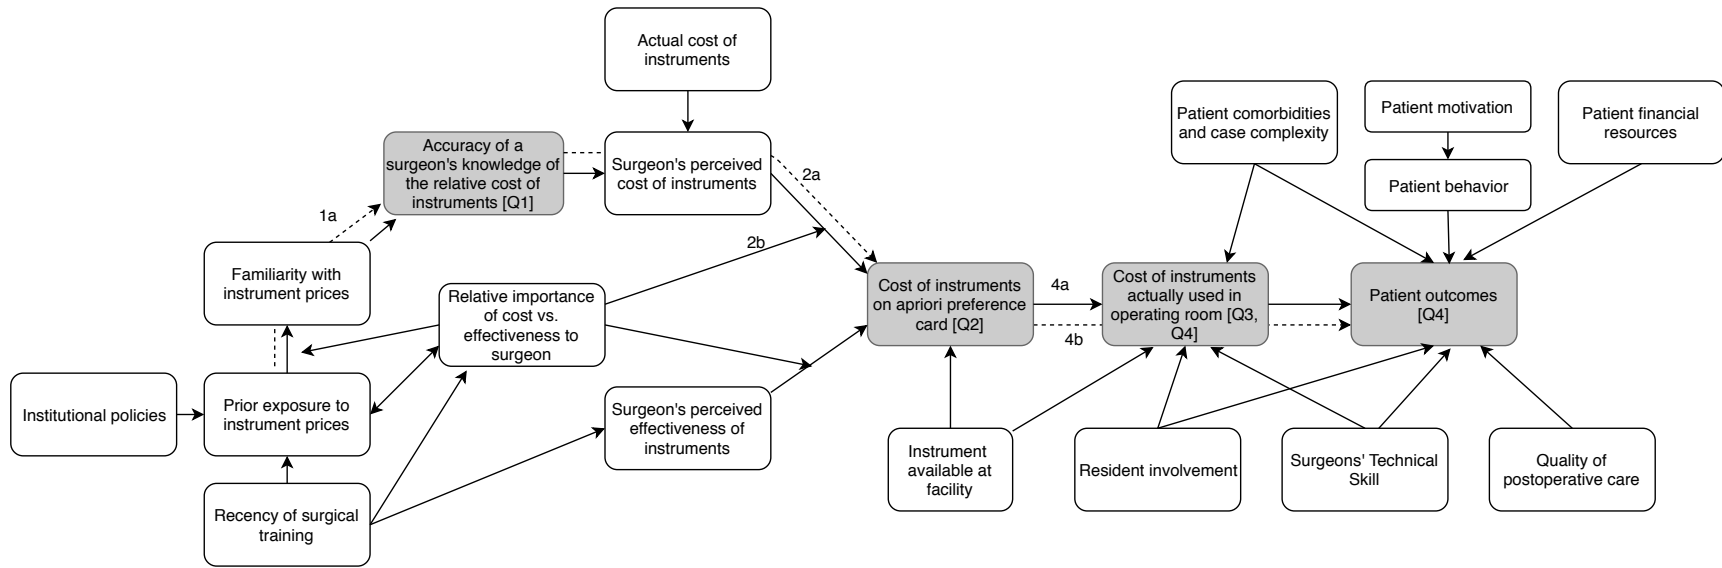 Actual cost of
instruments
Patient comorbidities
and case complexity
Patient motivation
Patient financial
resources
Accuracy of a
surgeon's knowledge of
the relative cost of
instruments [Q1]
Surgeon's perceived
cost of instruments
2a
Patient behavior
1a
2b
Familiarity with
instrument prices
Relative importance
of cost vs.
effectiveness to
surgeon
Cost of instruments
on apriori preference
card [Q2]
4a
4b
Cost of instruments
actually used in
operating room [Q3,
Q4]
Patient outcomes
[Q4]
Institutional policies
Prior exposure to
instrument prices
Surgeon's perceived
effectiveness of
instruments
Instrument
available at
facility
Resident involvement
Surgeons' Technical
Skill
Quality of
postoperative care
Recency of surgical
training